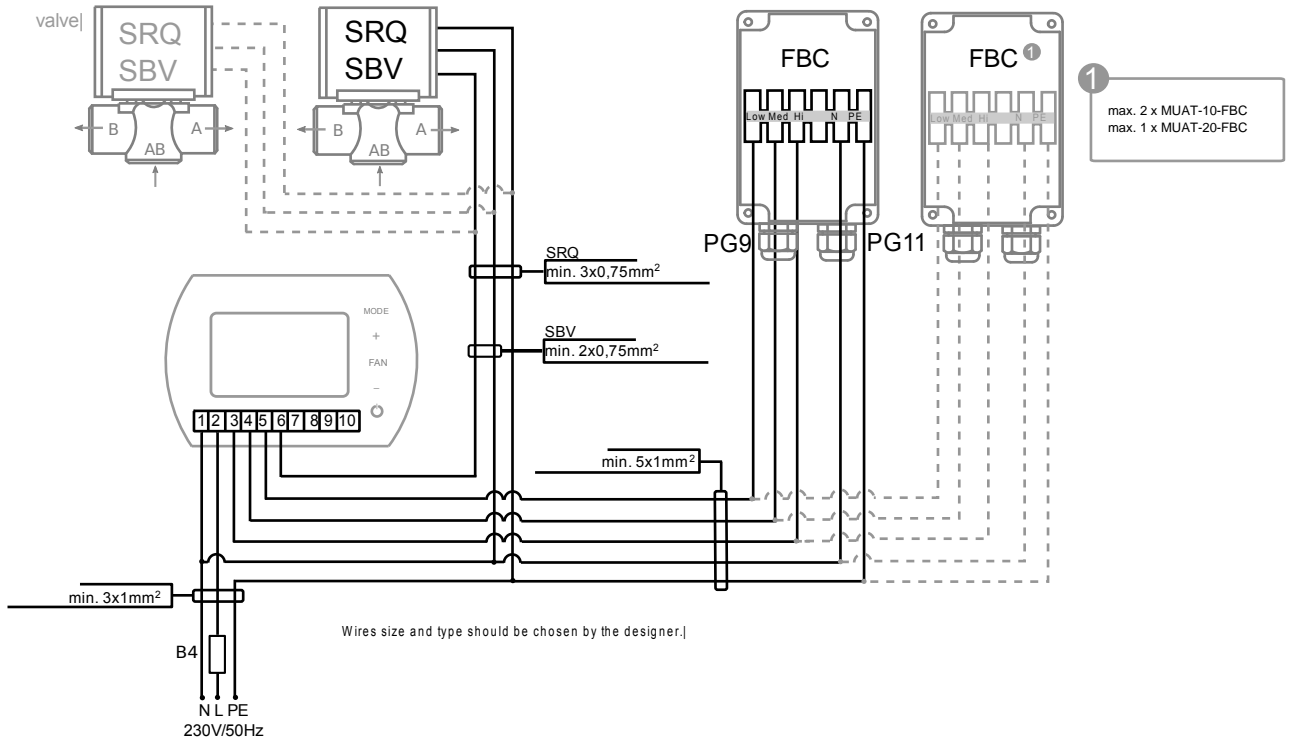 valve|
SRQ
SBV
B
A
AB
SRQ
SBV
B
A
AB
FBC
Low Med Hi N PE
FBC 1
Low Med Hi N PE
1
max. 2 x MUAT-10-FBC
max. 1 x MUAT-20-FBC
PG9
PG11
SRQ
min. 3x0,75mm²
SBV
min. 2x0,75mm²
MODE
+
FAN
–
1 2 3 4 5 6 7 8 9 10
min. 5x1mm²
min. 3x1mm²
Wires size and type should be chosen by the designer.|
B4
N L PE
230V/50Hz